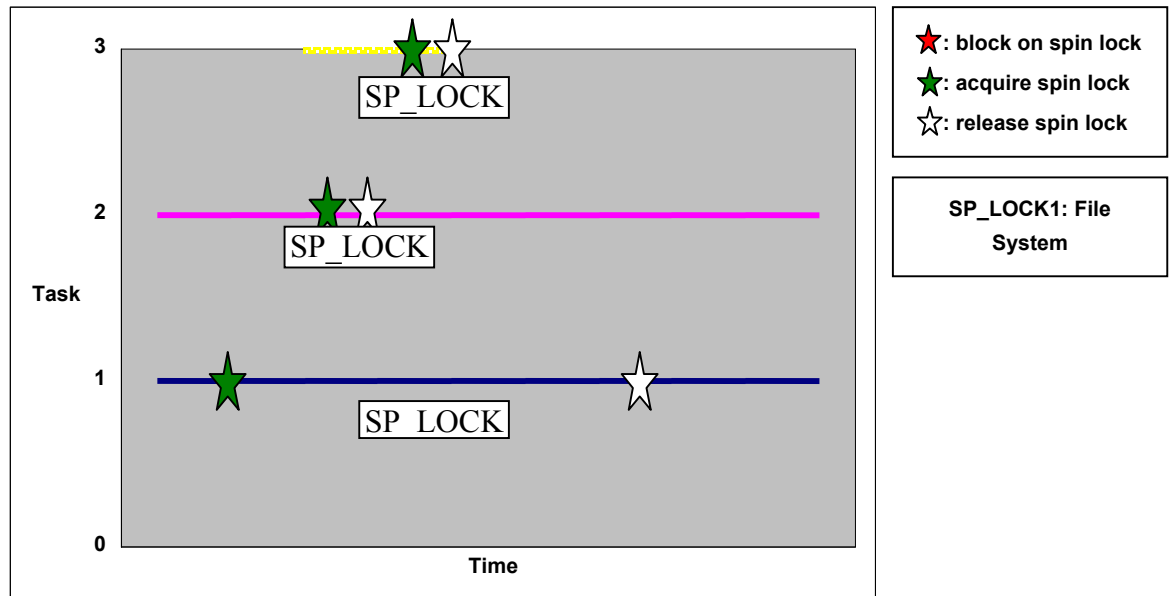 3
SP_LOCK
2
SP_LOCK
Task
1
SP_LOCK
0
Time
: block on spin lock
: acquire spin lock
: release spin lock
SP_LOCK1: File
System